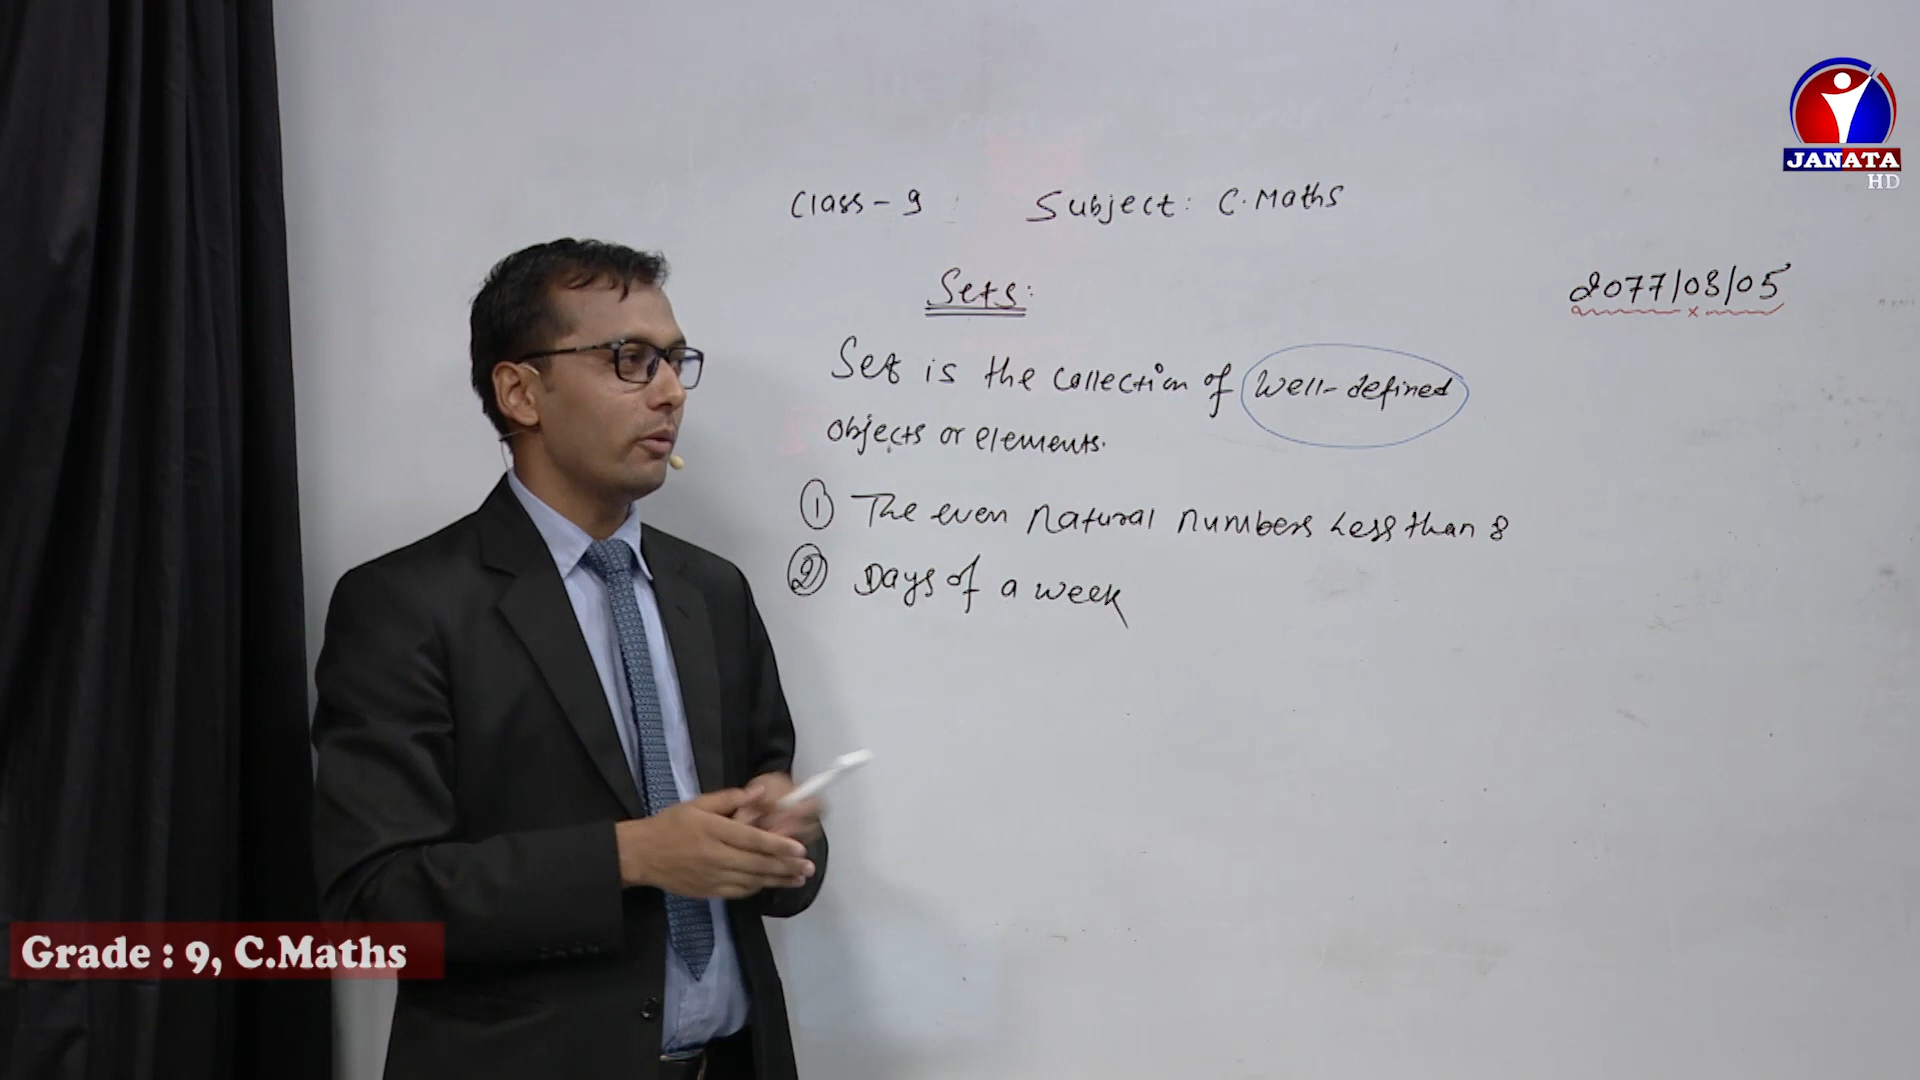 JANATA
HD
Class - 9 Subject: C. Maths
Sets:
2077/08/05
Set is the collection of well-defined
objects or elements.
① The even natural numbers less than 8
② Days of a week
Grade : 9, C.Maths